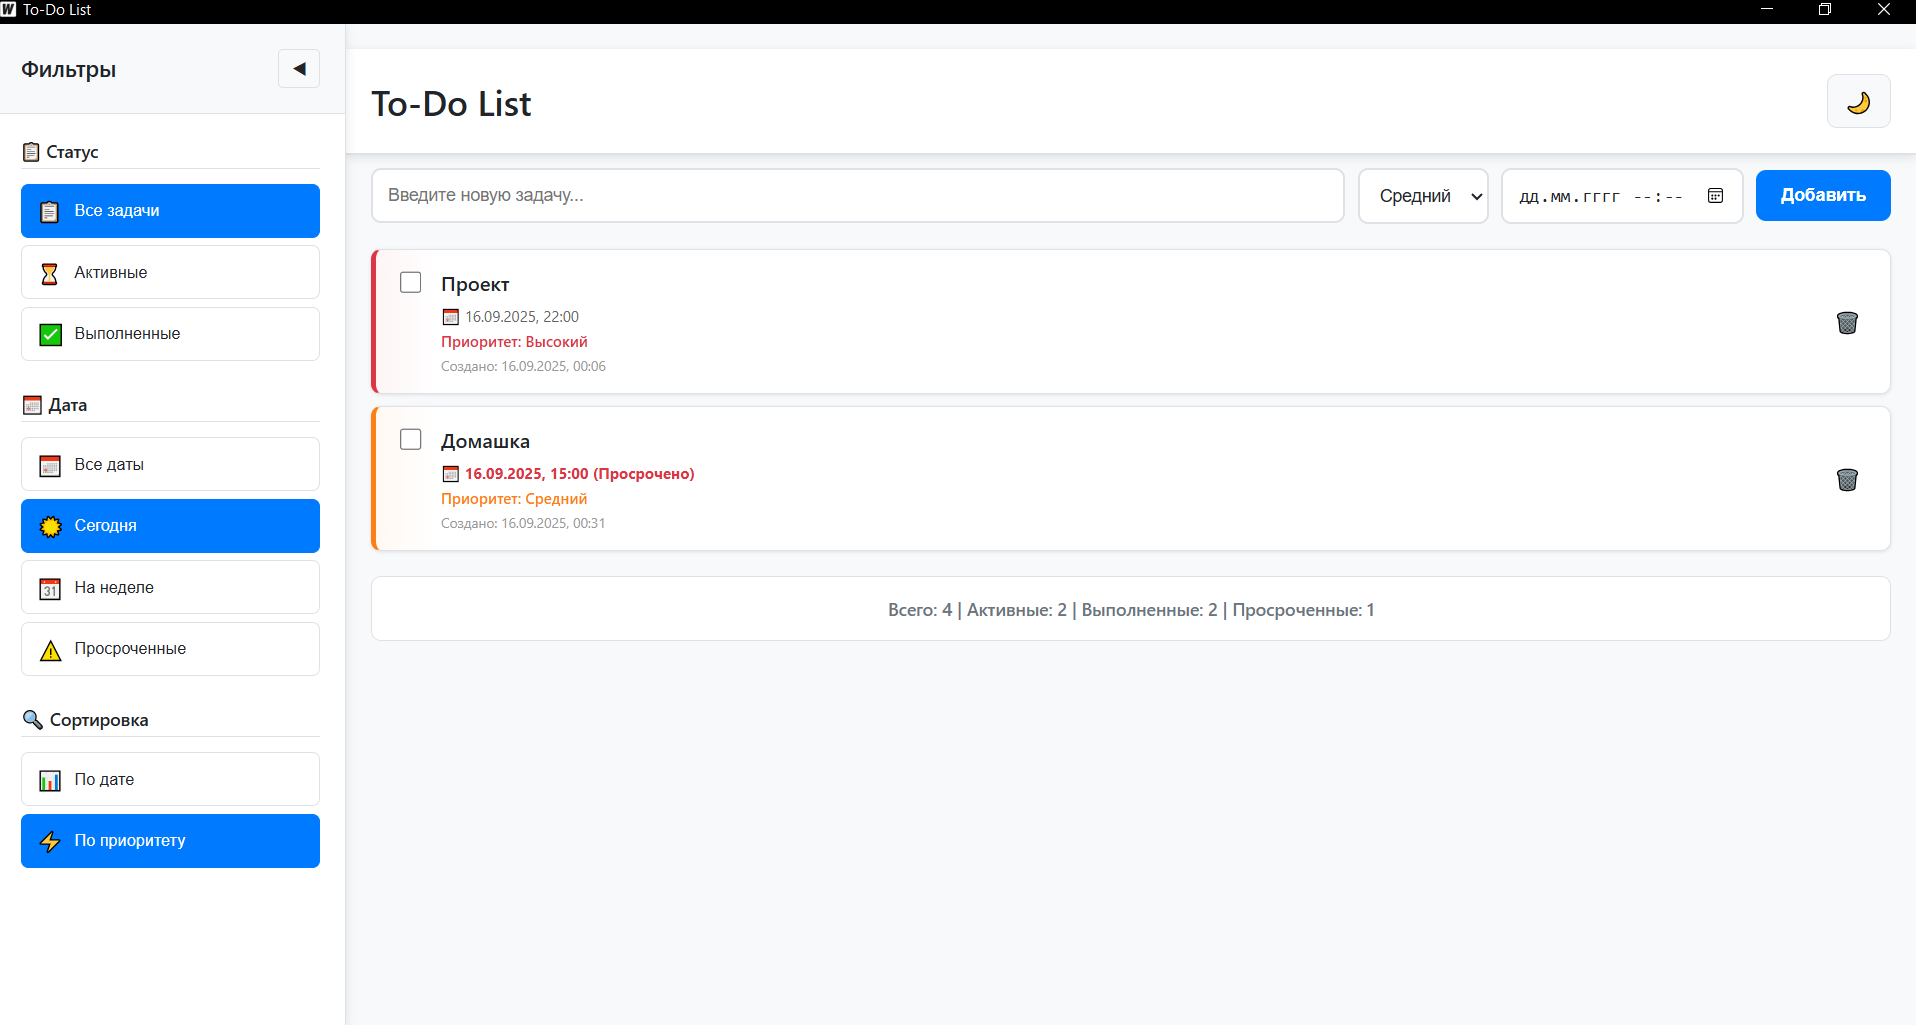 To-Do List
Фильтры
Статус
Все задачи
Активные
Выполненные
Дата
Все даты
Сегодня
На неделе
Просроченные
Сортировка
По дате
По приоритету
To-Do List
Введите новую задачу...
Средний
дд.мм.гггг --:--
Добавить
Проект
16.09.2025, 22:00
Приоритет: Высокий
Создано: 16.09.2025, 00:06
Домашка
16.09.2025, 15:00 (Просрочено)
Приоритет: Средний
Создано: 16.09.2025, 00:31
Всего: 4 | Активные: 2 | Выполненные: 2 | Просроченные: 1